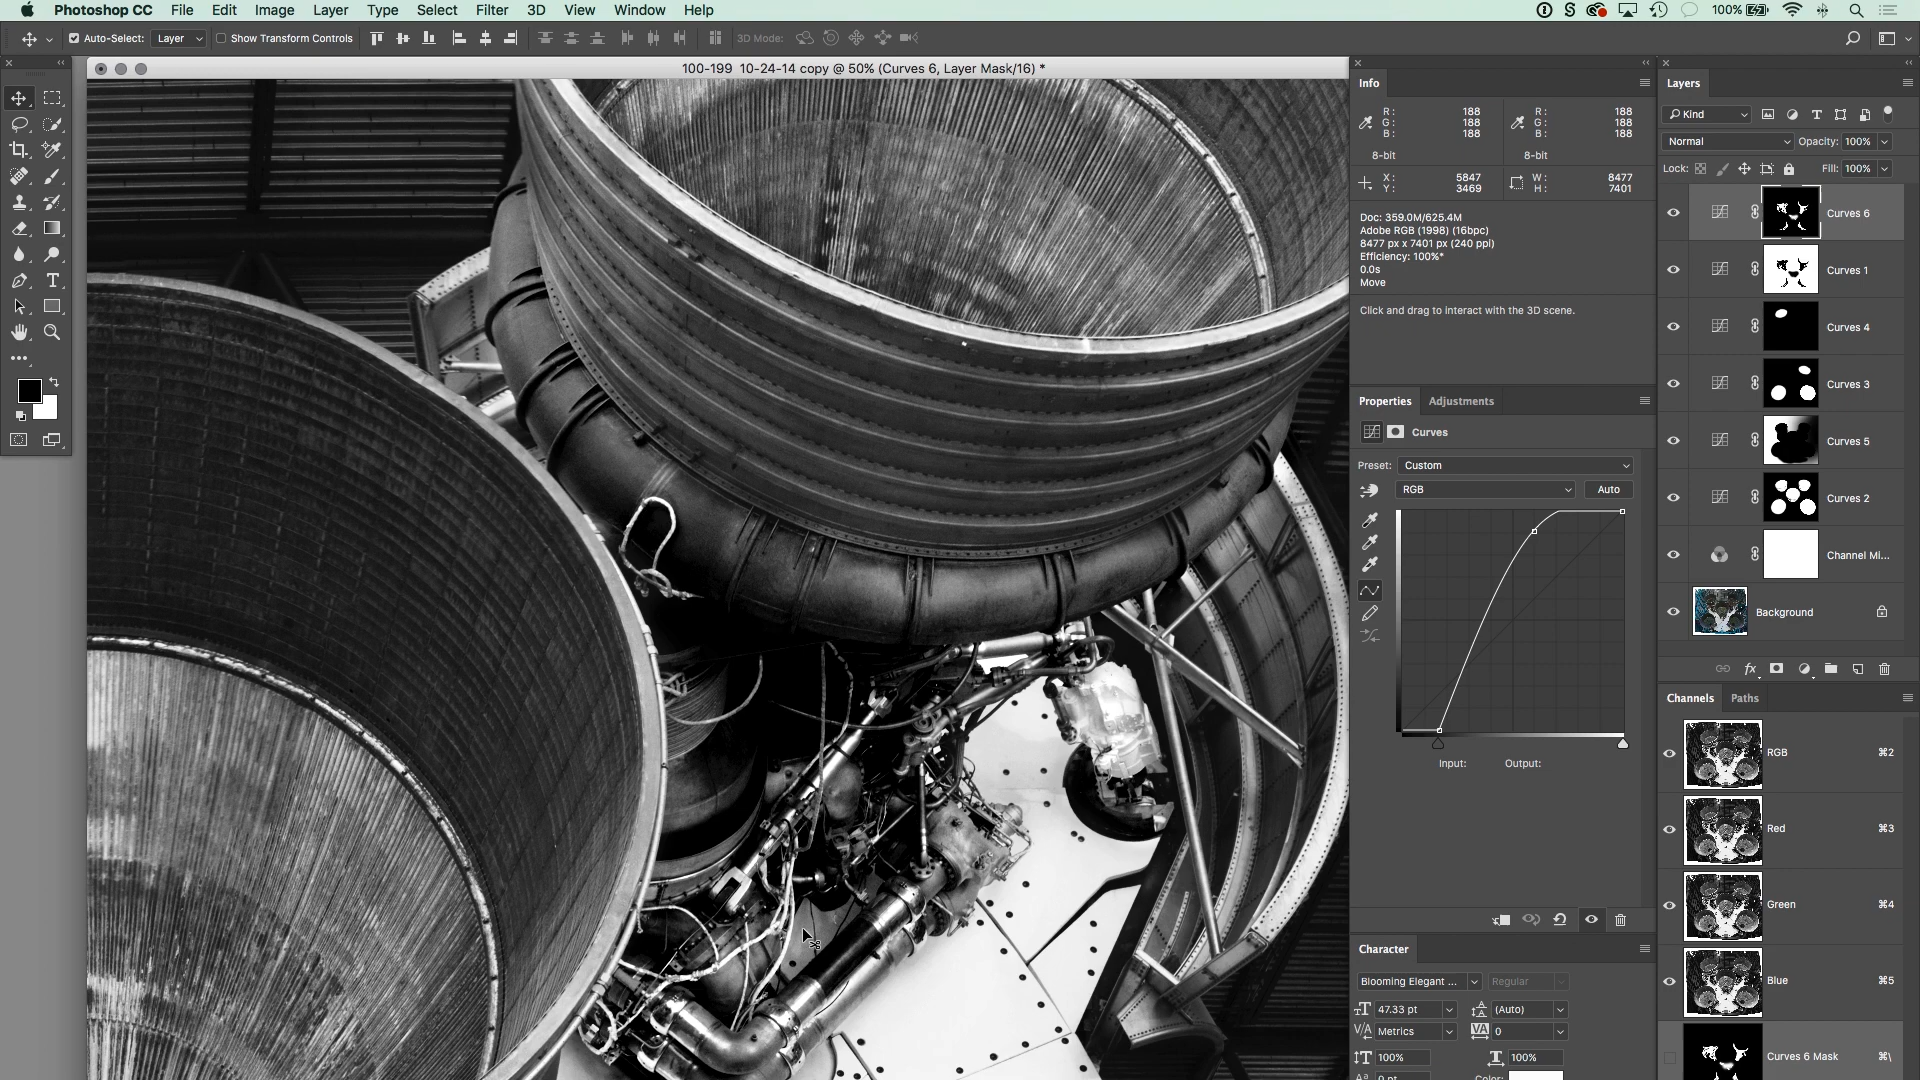 Photoshop CC File Edit Image Layer Type Select Filter 3D View Window Help 100%
Auto-Select: Layer Show Transform Controls 3D Mode:
100-199 10-24-14 copy @ 50% (Curves 6, Layer Mask/16) *
Info
R: 188 R: 188
G: 188 G: 188
B: 188 B: 188
8-bit 8-bit
X: 5847 W: 8477
Y: 3469 H: 7401
Doc: 359.0M/625.4M
Adobe RGB (1998) (16bpc)
8477 px x 7401 px (240 ppi)
Efficiency: 100%*
0.0s
Move
Click and drag to interact with the 3D scene.
Properties Adjustments
Curves
Preset: Custom
RGB Auto
Input: Output:
Character
Blooming Elegant ... Regular
47.33 pt (Auto)
Metrics 0
100% 100%
0 pt Color:
Layers
Kind
Normal Opacity: 100%
Lock: Fill: 100%
Curves 6
Curves 1
Curves 4
Curves 3
Curves 5
Curves 2
Channel Mi...
Background
fx
Channels Paths
RGB ⌘2
Red ⌘3
Green ⌘4
Blue ⌘5
Curves 6 Mask ⌘\